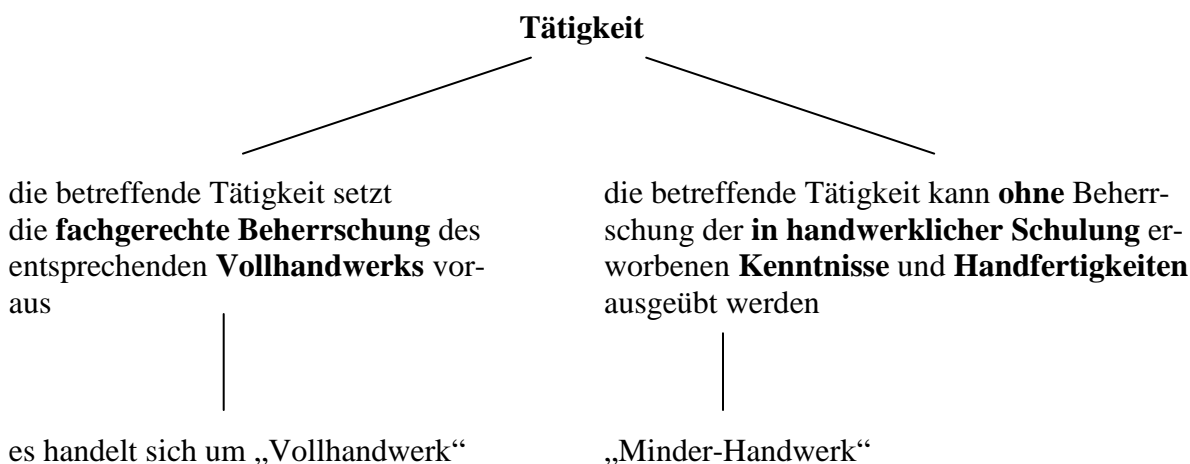 Tätigkeit
die betreffende Tätigkeit setzt
die fachgerechte Beherrschung des
entsprechenden Vollhandwerks vor-
aus
die betreffende Tätigkeit kann ohne Beherr-
schung der in handwerklicher Schulung er-
worbenen Kenntnisse und Handfertigkeiten
ausgeübt werden
es handelt sich um „Vollhandwerk“
„Minder-Handwerk“